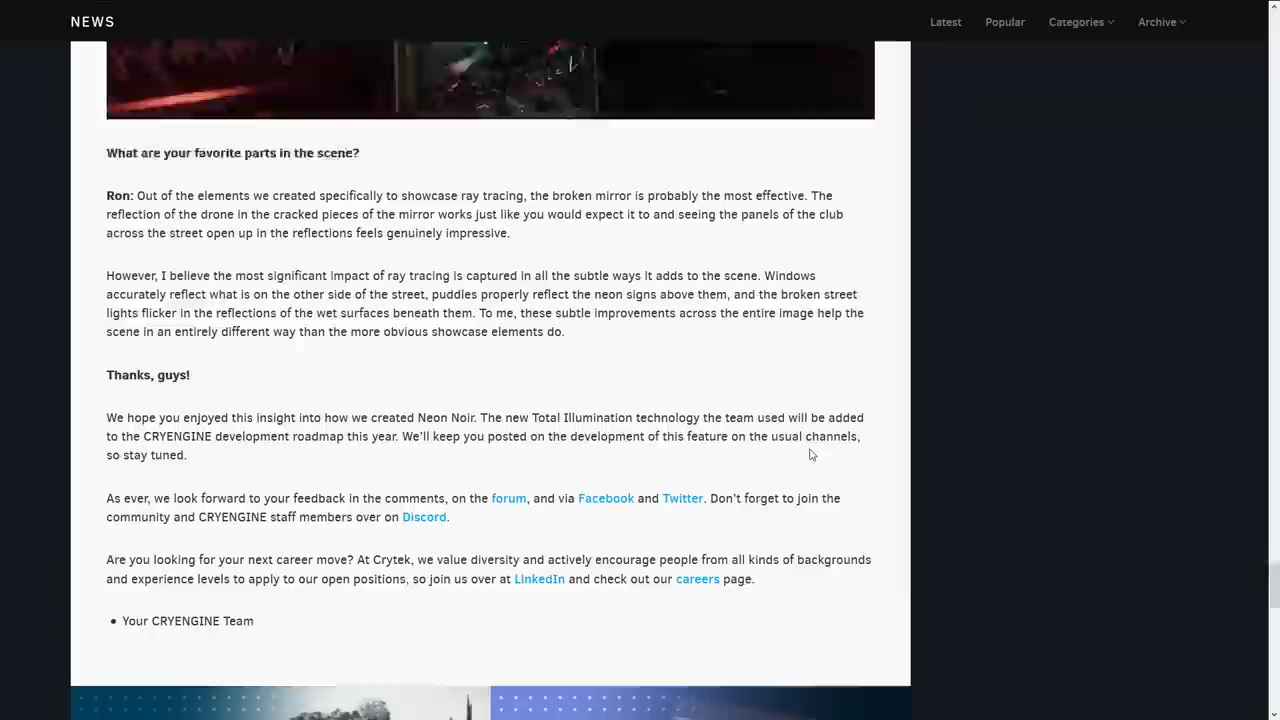 NEWS
Latest Popular Categories Archive
What are your favorite parts in the scene?
Ron: Out of the elements we created specifically to showcase ray tracing, the broken mirror is probably the most effective. The
reflection of the drone in the cracked pieces of the mirror works just like you would expect it to and seeing the panels of the club
across the street open up in the reflections feels genuinely impressive.
However, I believe the most significant impact of ray tracing is captured in all the subtle ways it adds to the scene. Windows
accurately reflect what is on the other side of the street, puddles properly reflect the neon signs above them, and the broken street
lights flicker in the reflections of the wet surfaces beneath them. To me, these subtle improvements across the entire image help the
scene in an entirely different way than the more obvious showcase elements do.
Thanks, guys!
We hope you enjoyed this insight into how we created Neon Noir. The new Total Illumination technology the team used will be added
to the CRYENGINE development roadmap this year. We'll keep you posted on the development of this feature on the usual channels,
so stay tuned.
As ever, we look forward to your feedback in the comments, on the forum, and via Facebook and Twitter. Don't forget to join the
community and CRYENGINE staff members over on Discord.
Are you looking for your next career move? At Crytek, we value diversity and actively encourage people from all kinds of backgrounds
and experience levels to apply to our open positions, so join us over at LInkedIn and check out our careers page.
• Your CRYENGINE Team